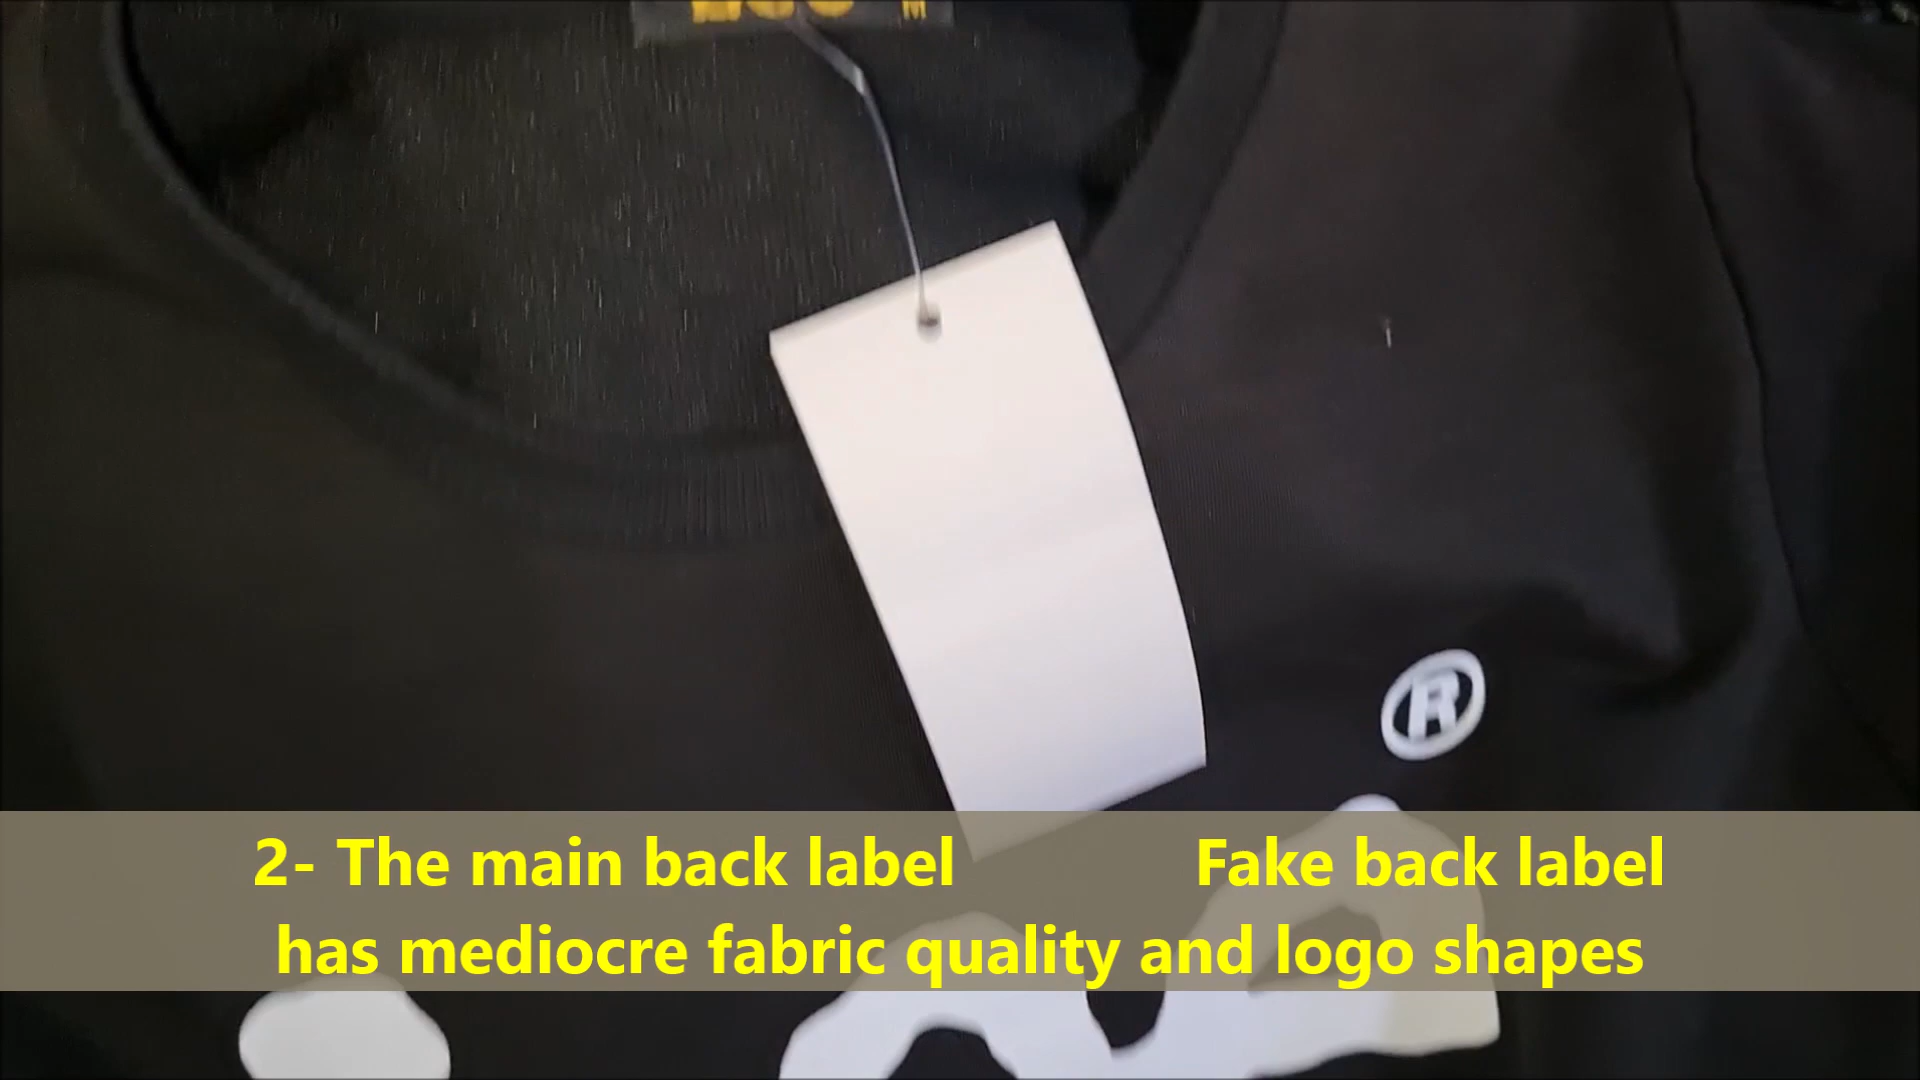 M
®
2- The main back label Fake back label
has mediocre fabric quality and logo shapes